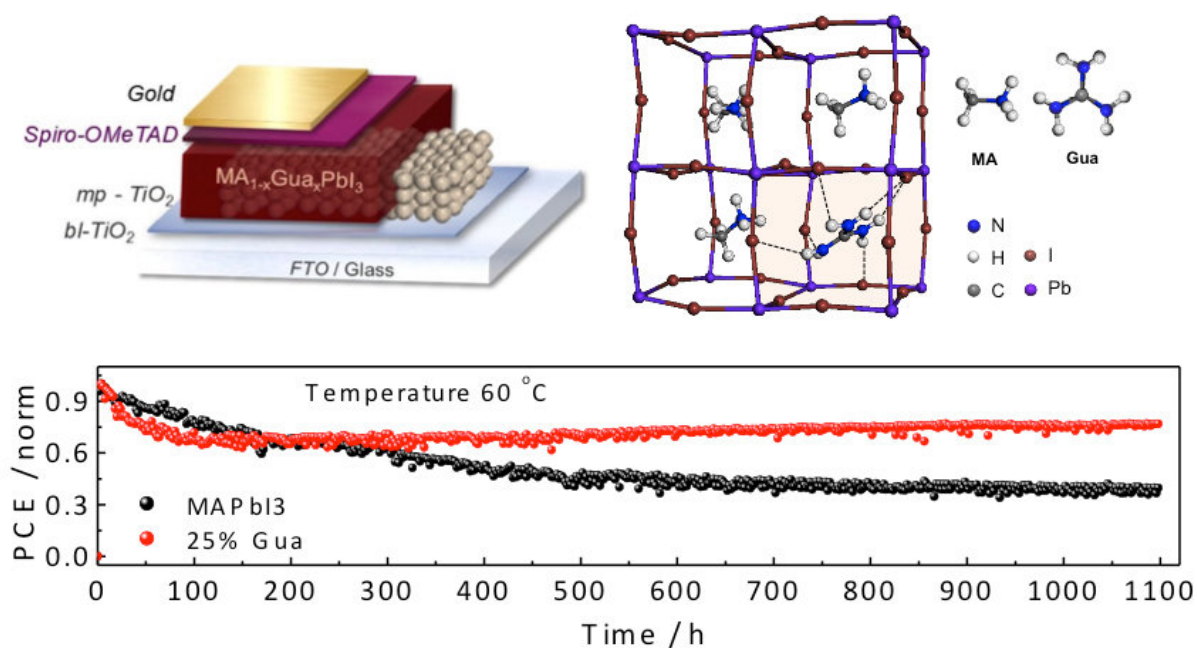 Gold
Spiro-OMeTAD
MA₁₋ₓGuaₓPbI₃
mp - TiO₂
bl-TiO₂
FTO / Glass
MA
Gua
N
H
I
C
Pb
Temperature 60 °C
PCE / norm
0.9
0.6
0.3
0.0
MAPbI3
25% Gua
0 100 200 300 400 500 600 700 800 900 1000 1100
Time / h